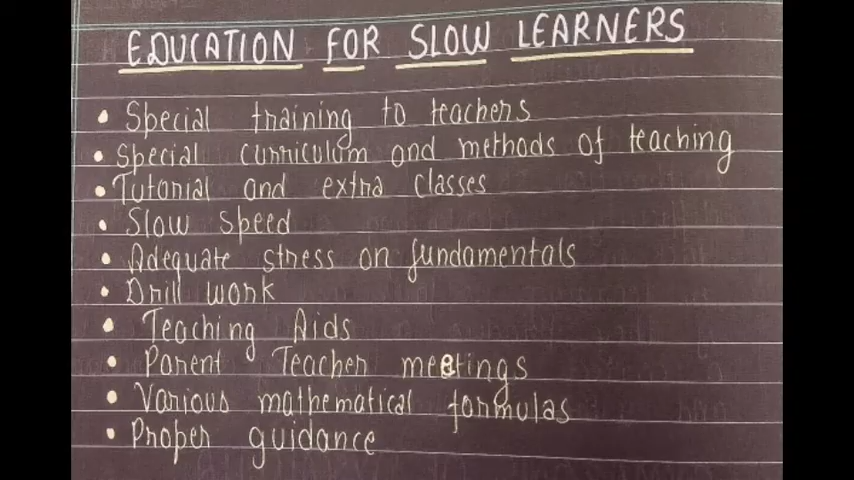 EDUCATION FOR SLOW LEARNERS
• Special training to teachers
• Special curriculum and methods of teaching
• Tutorial and extra classes
• Slow speed
• Adequate stress on fundamentals
• Drill work
• Teaching Aids
• Parent Teacher meetings
• Various mathematical formulas
• Proper guidance